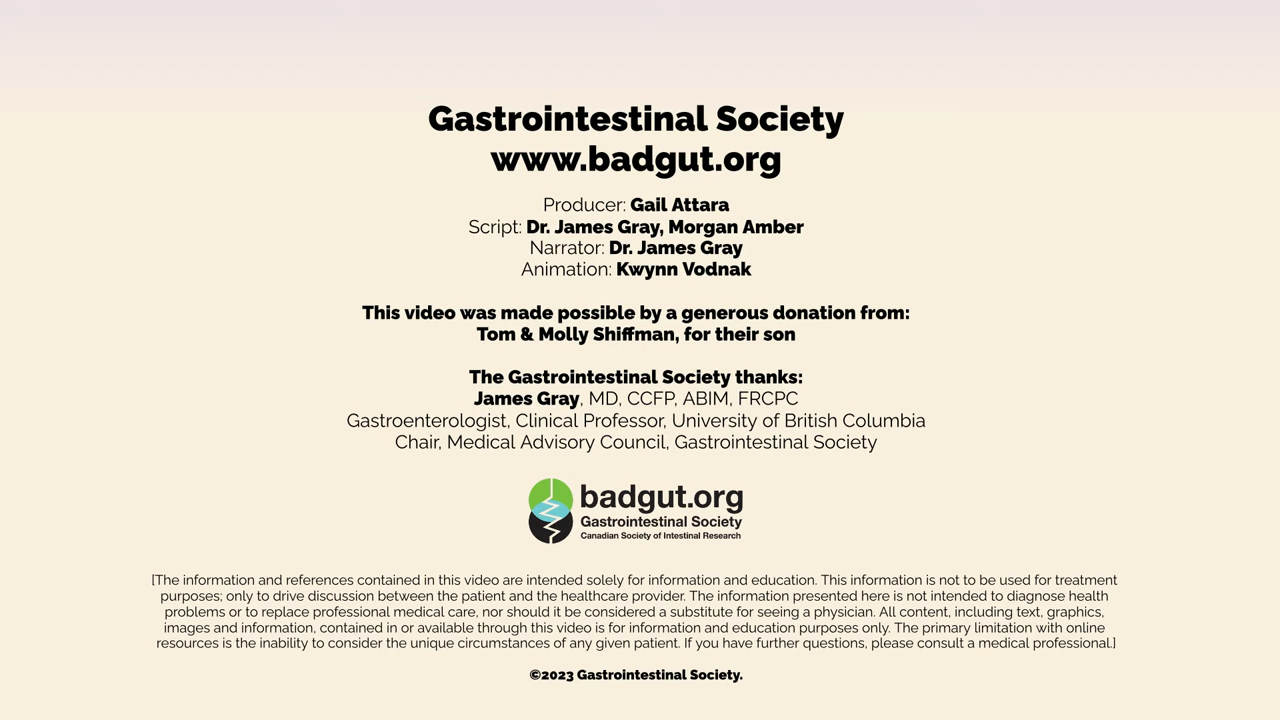 Gastrointestinal Society
www.badgut.org
Producer: Gail Attara
Script: Dr. James Gray, Morgan Amber
Narrator: Dr. James Gray
Animation: Kwynn Vodnak
This video was made possible by a generous donation from:
Tom & Molly Shiffman, for their son
The Gastrointestinal Society thanks:
James Gray, MD, CCFP, ABIM, FRCPC
Gastroenterologist, Clinical Professor, University of British Columbia
Chair, Medical Advisory Council, Gastrointestinal Society
badgut.org
Gastrointestinal Society
Canadian Society of Intestinal Research
[The information and references contained in this video are intended solely for information and education. This information is not to be used for treatment
purposes; only to drive discussion between the patient and the healthcare provider. The information presented here is not intended to diagnose health
problems or to replace professional medical care, nor should it be considered a substitute for seeing a physician. All content, including text, graphics,
images and information, contained in or available through this video is for information and education purposes only. The primary limitation with online
resources is the inability to consider the unique circumstances of any given patient. If you have further questions, please consult a medical professional.]
©2023 Gastrointestinal Society.